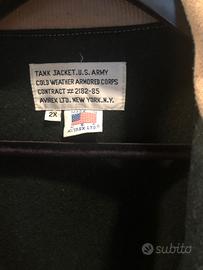 TANK JACKET, U.S. ARMY
COLD WEATHER ARMORED CORPS
CONTRACT # 2182-85
AVIREX LTD. NEW YORK, N.Y.
2X
AVIREX LTD
subito